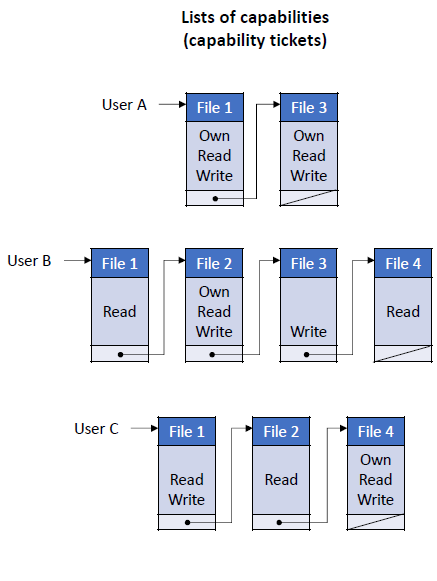 Lists of capabilities
(capability tickets)
User A
File 1
Own
Read
Write
File 3
Own
Read
Write
User B
File 1
Read
File 2
Own
Read
Write
File 3
Write
File 4
Read
User C
File 1
Read
Write
File 2
Read
File 4
Own
Read
Write